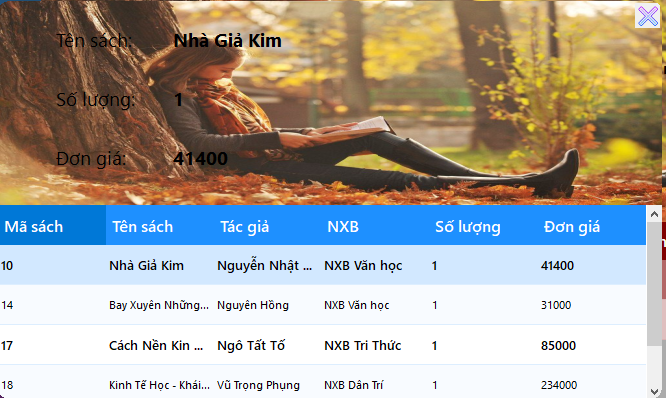 Tên sách: Nhà Giả Kim
Số lượng: 1
Đơn giá: 41400
Mã sách Tên sách Tác giả NXB Số lượng Đơn giá
10 Nhà Giả Kim Nguyễn Nhật ... NXB Văn học 1 41400
14 Bay Xuyên Những... Nguyên Hồng NXB Văn học 1 31000
17 Cách Nền Kin ... Ngô Tất Tố NXB Tri Thức 1 85000
18 Kinh Tế Học - Khái... Vũ Trọng Phụng NXB Dân Trí 1 234000